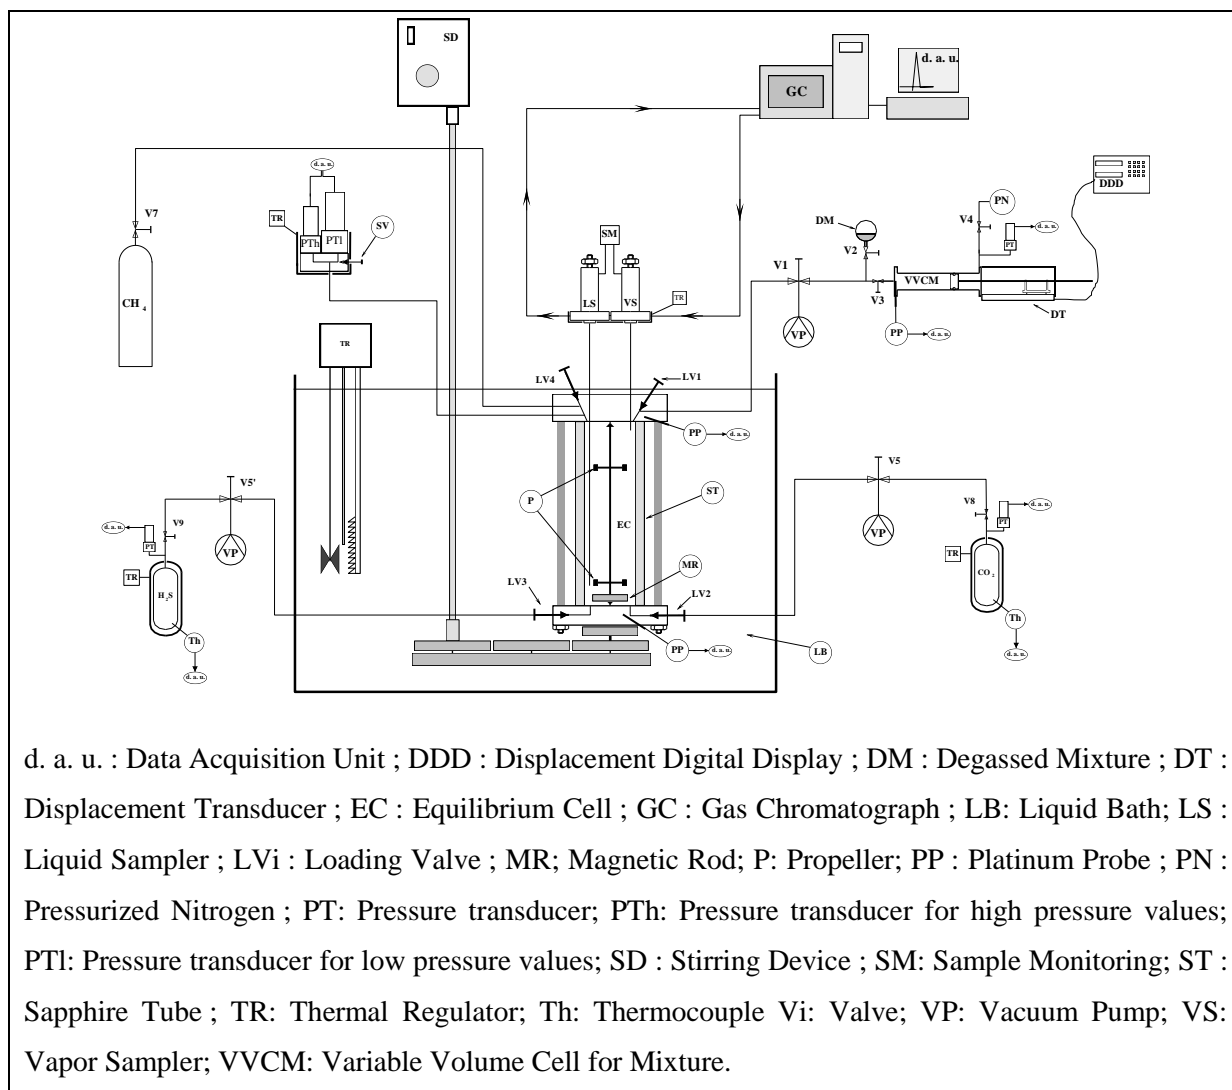 SD
d. a. u.
GC
DDD
d. a. u.
PN
V7
TR
PTh
PTl
SV
SM
DM
V4
d. a. u.
PT
V2
V1
CH4
LS
VS
TR
V3
VVCM
DT
VP
PP
d. a. u.
TR
LV4
LV1
PP
d. a. u.
V5'
V5
P
ST
EC
d. a. u.
V9
PT
VP
VP
V8
d. a. u.
PT
MR
TR
H2S
LV3
LV2
TR
CO2
Th
Th
PP
d. a. u.
LB
d. a. u.
d. a. u.
d. a. u. : Data Acquisition Unit ; DDD : Displacement Digital Display ; DM : Degassed Mixture ; DT :
Displacement Transducer ; EC : Equilibrium Cell ; GC : Gas Chromatograph ; LB: Liquid Bath; LS :
Liquid Sampler ; LVi : Loading Valve ; MR; Magnetic Rod; P: Propeller; PP : Platinum Probe ; PN :
Pressurized Nitrogen ; PT: Pressure transducer; PTh: Pressure transducer for high pressure values;
PTl: Pressure transducer for low pressure values; SD : Stirring Device ; SM: Sample Monitoring; ST :
Sapphire Tube ; TR: Thermal Regulator; Th: Thermocouple Vi: Valve; VP: Vacuum Pump; VS:
Vapor Sampler; VVCM: Variable Volume Cell for Mixture.